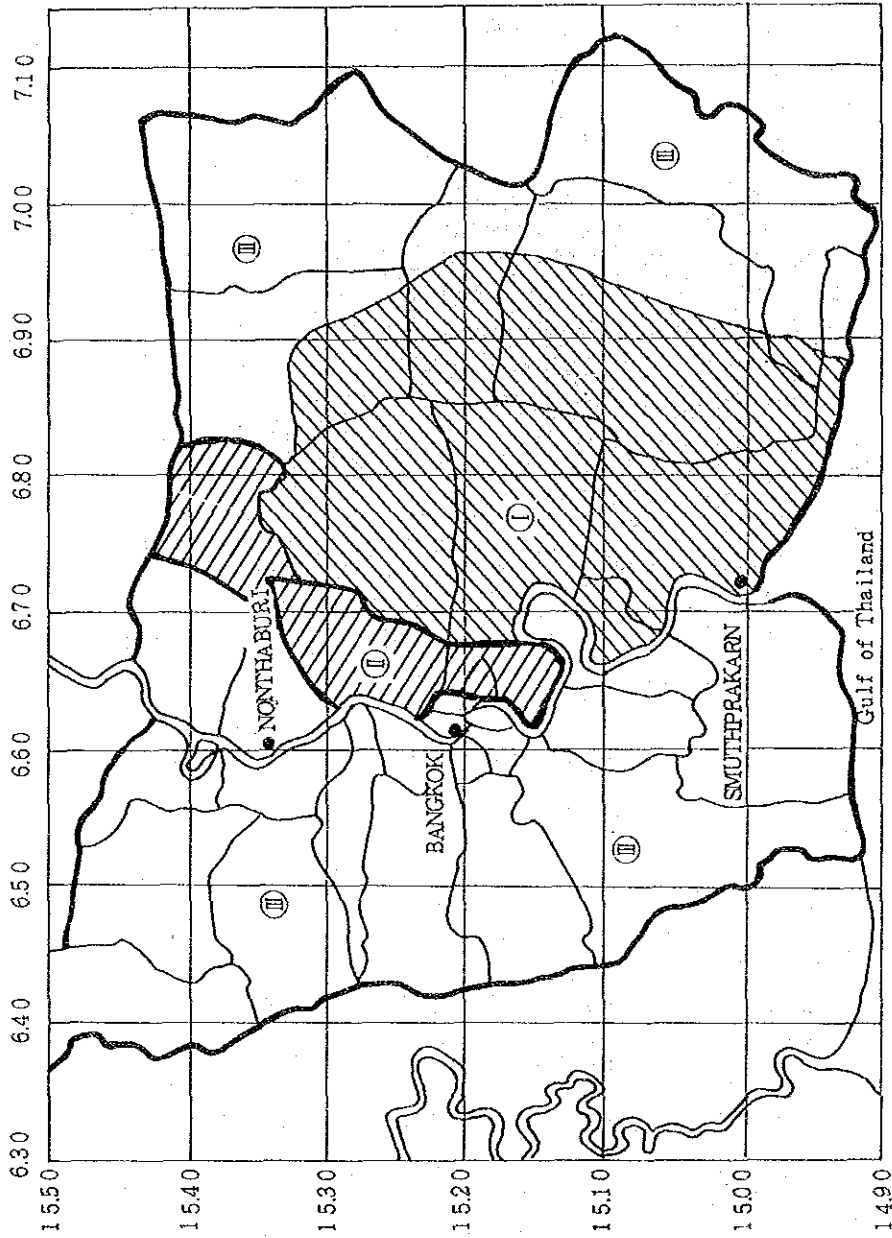 15.50
15.40
15.30
15.20
15.10
15.00
14.90
6.30
6.40
6.50
6.60
6.70
6.80
6.90
7.00
7.10
NONTHABURI
BANGKOK
SMUTHPRAKARN
Gulf of Thailand
I
II
III
III
III
III